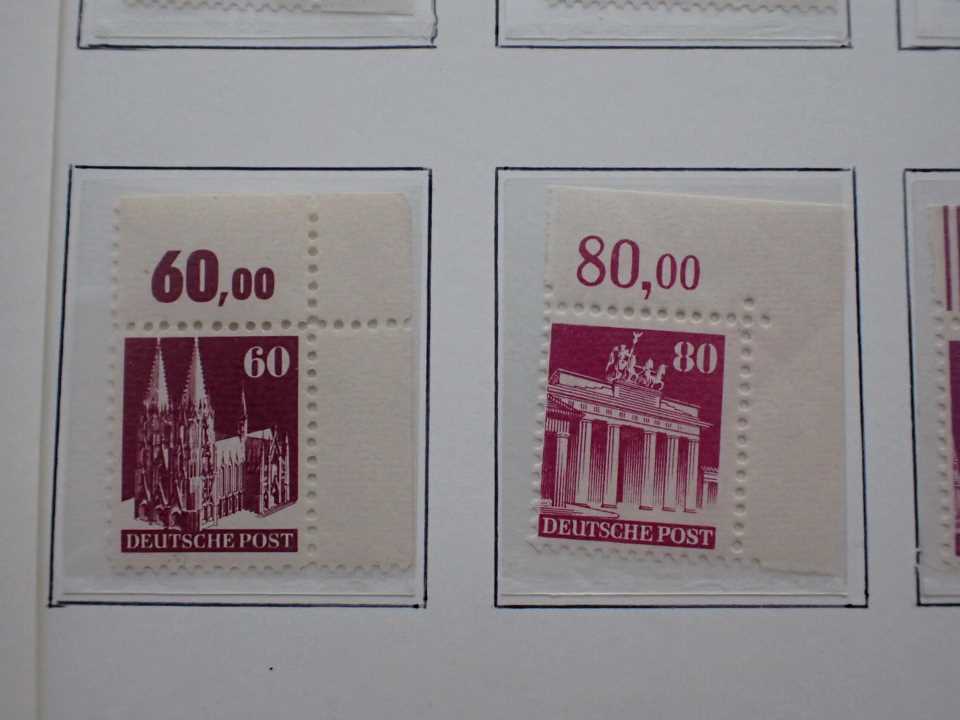 60,00
60
DEUTSCHE POST
80,00
80
DEUTSCHE POST